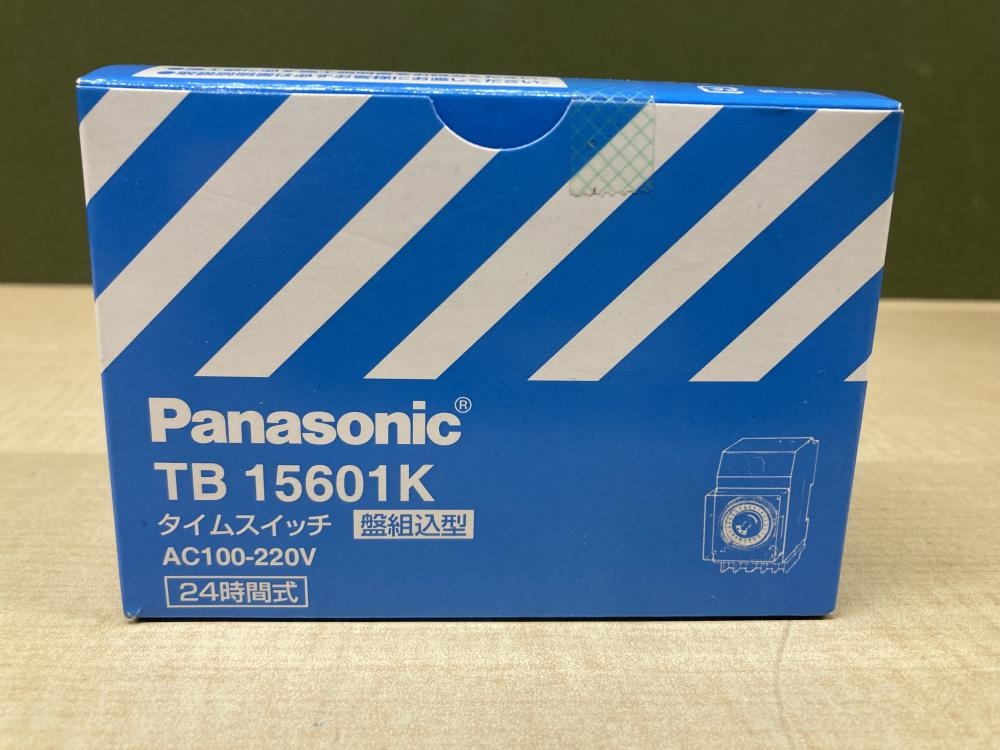 Panasonic®
TB 15601K
タイムスイッチ 盤組込型
AC100-220V
24時間式